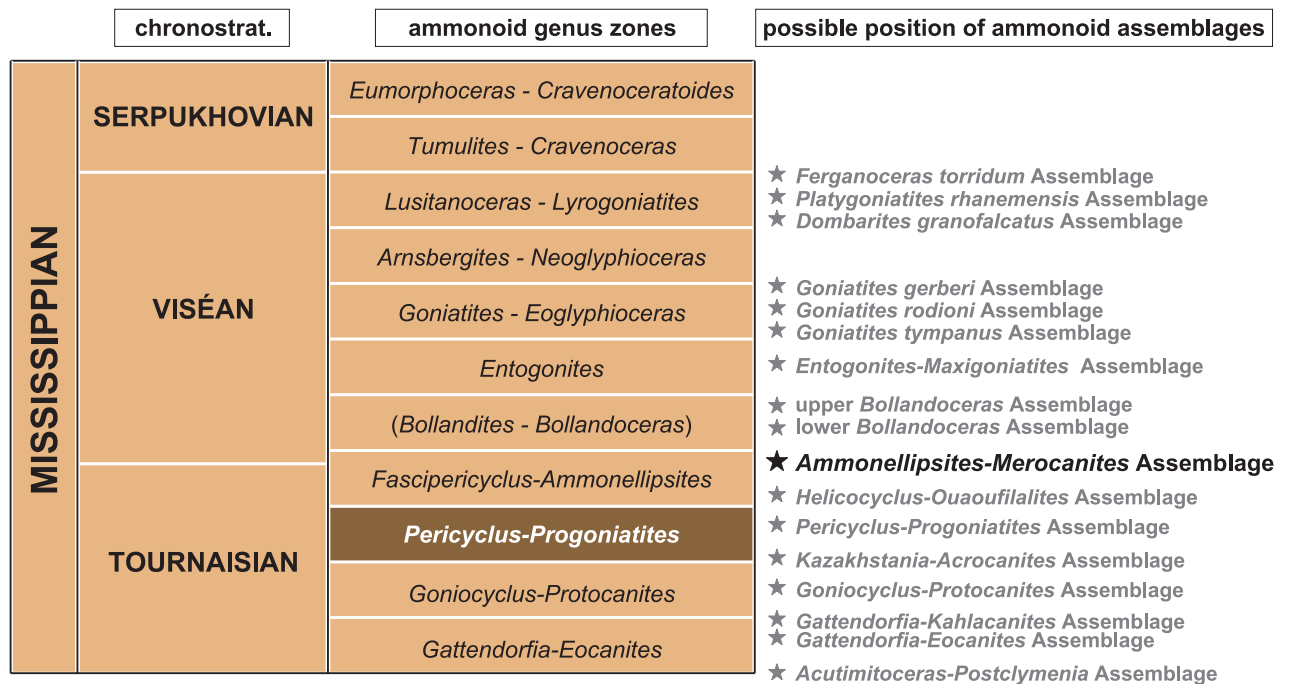 chronostrat.
ammonoid genus zones
possible position of ammonoid assemblages
MISSISSIPPIAN
SERPUKHOVIAN
VISÉAN
TOURNAISIAN
Eumorphoceras - Cravenoceratoides
Tumulites - Cravenoceras
Lusitanoceras - Lyrogoniatites
Arnsbergites - Neoglyphioceras
Goniatites - Eoglyphioceras
Entogonites
(Bollandites - Bollandoceras)
Fascipericyclus-Ammonellipsites
Pericyclus-Progoniatites
Goniocyclus-Protocanites
Gattendorfia-Eocanites
★ Ferganoceras torridum Assemblage
★ Platygoniatites rhanemensis Assemblage
★ Dombarites granofalcatus Assemblage
★ Goniatites gerberi Assemblage
★ Goniatites rodioni Assemblage
★ Goniatites tympanus Assemblage
★ Entogonites-Maxigoniatites Assemblage
★ upper Bollandoceras Assemblage
★ lower Bollandoceras Assemblage
★ Ammonellipsites-Merocanites Assemblage
★ Helicocyclus-Ouaoufilalites Assemblage
★ Pericyclus-Progoniatites Assemblage
★ Kazakhstania-Acrocanites Assemblage
★ Goniocyclus-Protocanites Assemblage
★ Gattendorfia-Kahlacanites Assemblage
★ Gattendorfia-Eocanites Assemblage
★ Acutimitoceras-Postclymenia Assemblage